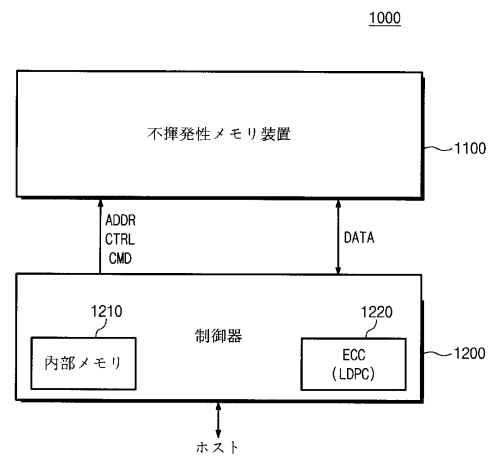 1000
不揮発性メモリ装置
1100
ADDR
CTRL
CMD
DATA
1210
1220
制御器
内部メモリ
ECC
(LDPC)
1200
ホスト